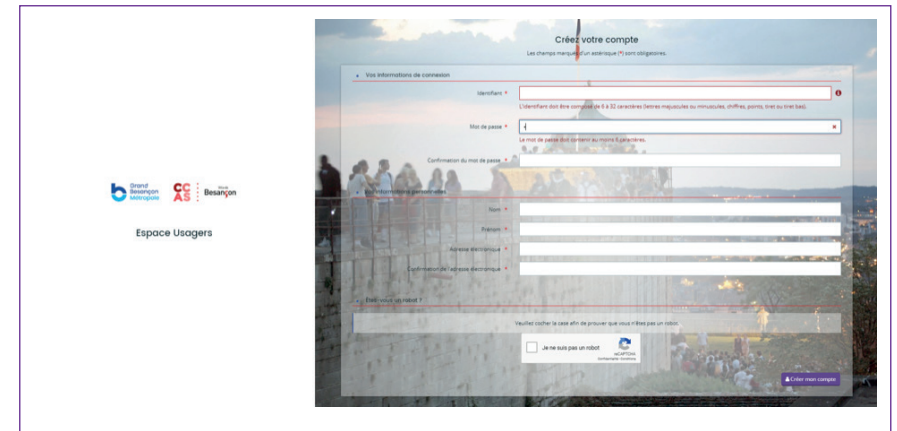 Grand
Besançon
Métropole
CC
AS
Ville de
Besançon
Espace Usagers
Créez votre compte
Les champs marqués d'un astérisque (*) sont obligatoires.
Vos informations de connexion
Identifiant *
L'identifiant doit être composé de 8 à 32 caractères (lettres majuscules ou minuscules, chiffres, points, tiret ou tiret bas).
Mot de passe *
Le mot de passe doit contenir au moins 8 caractères.
Confirmation du mot de passe *
Vos informations personnelles
Nom *
Prénom *
Adresse électronique *
Confirmation de l'adresse électronique *
Êtes-vous un robot ?
Veuillez cocher la case afin de prouver que vous n'êtes pas un robot.
Je ne suis pas un robot
reCAPTCHA
Confidentialité - Conditions
Créer mon compte